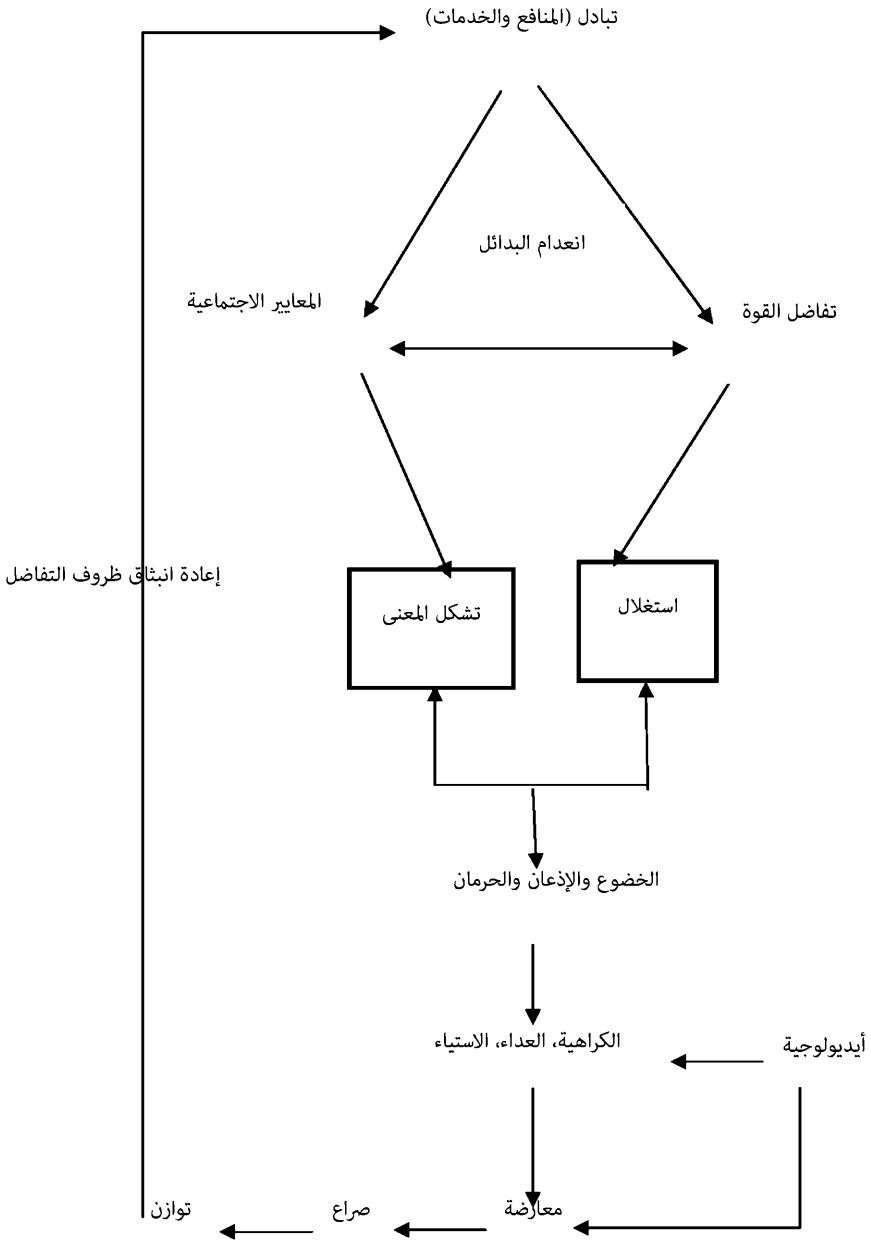 تبادل (المنافع والخدمات)
انعدام البدائل
تفاضل القوة
المعايير الاجتماعية
إعادة انبثاق ظروف التفاضل
استغلال
تشكل المعنى
الخضوع والإذعان والحرمان
أيديولوجية
الكراهية، العداء، الاستياء
معارضة
صراع
توازن